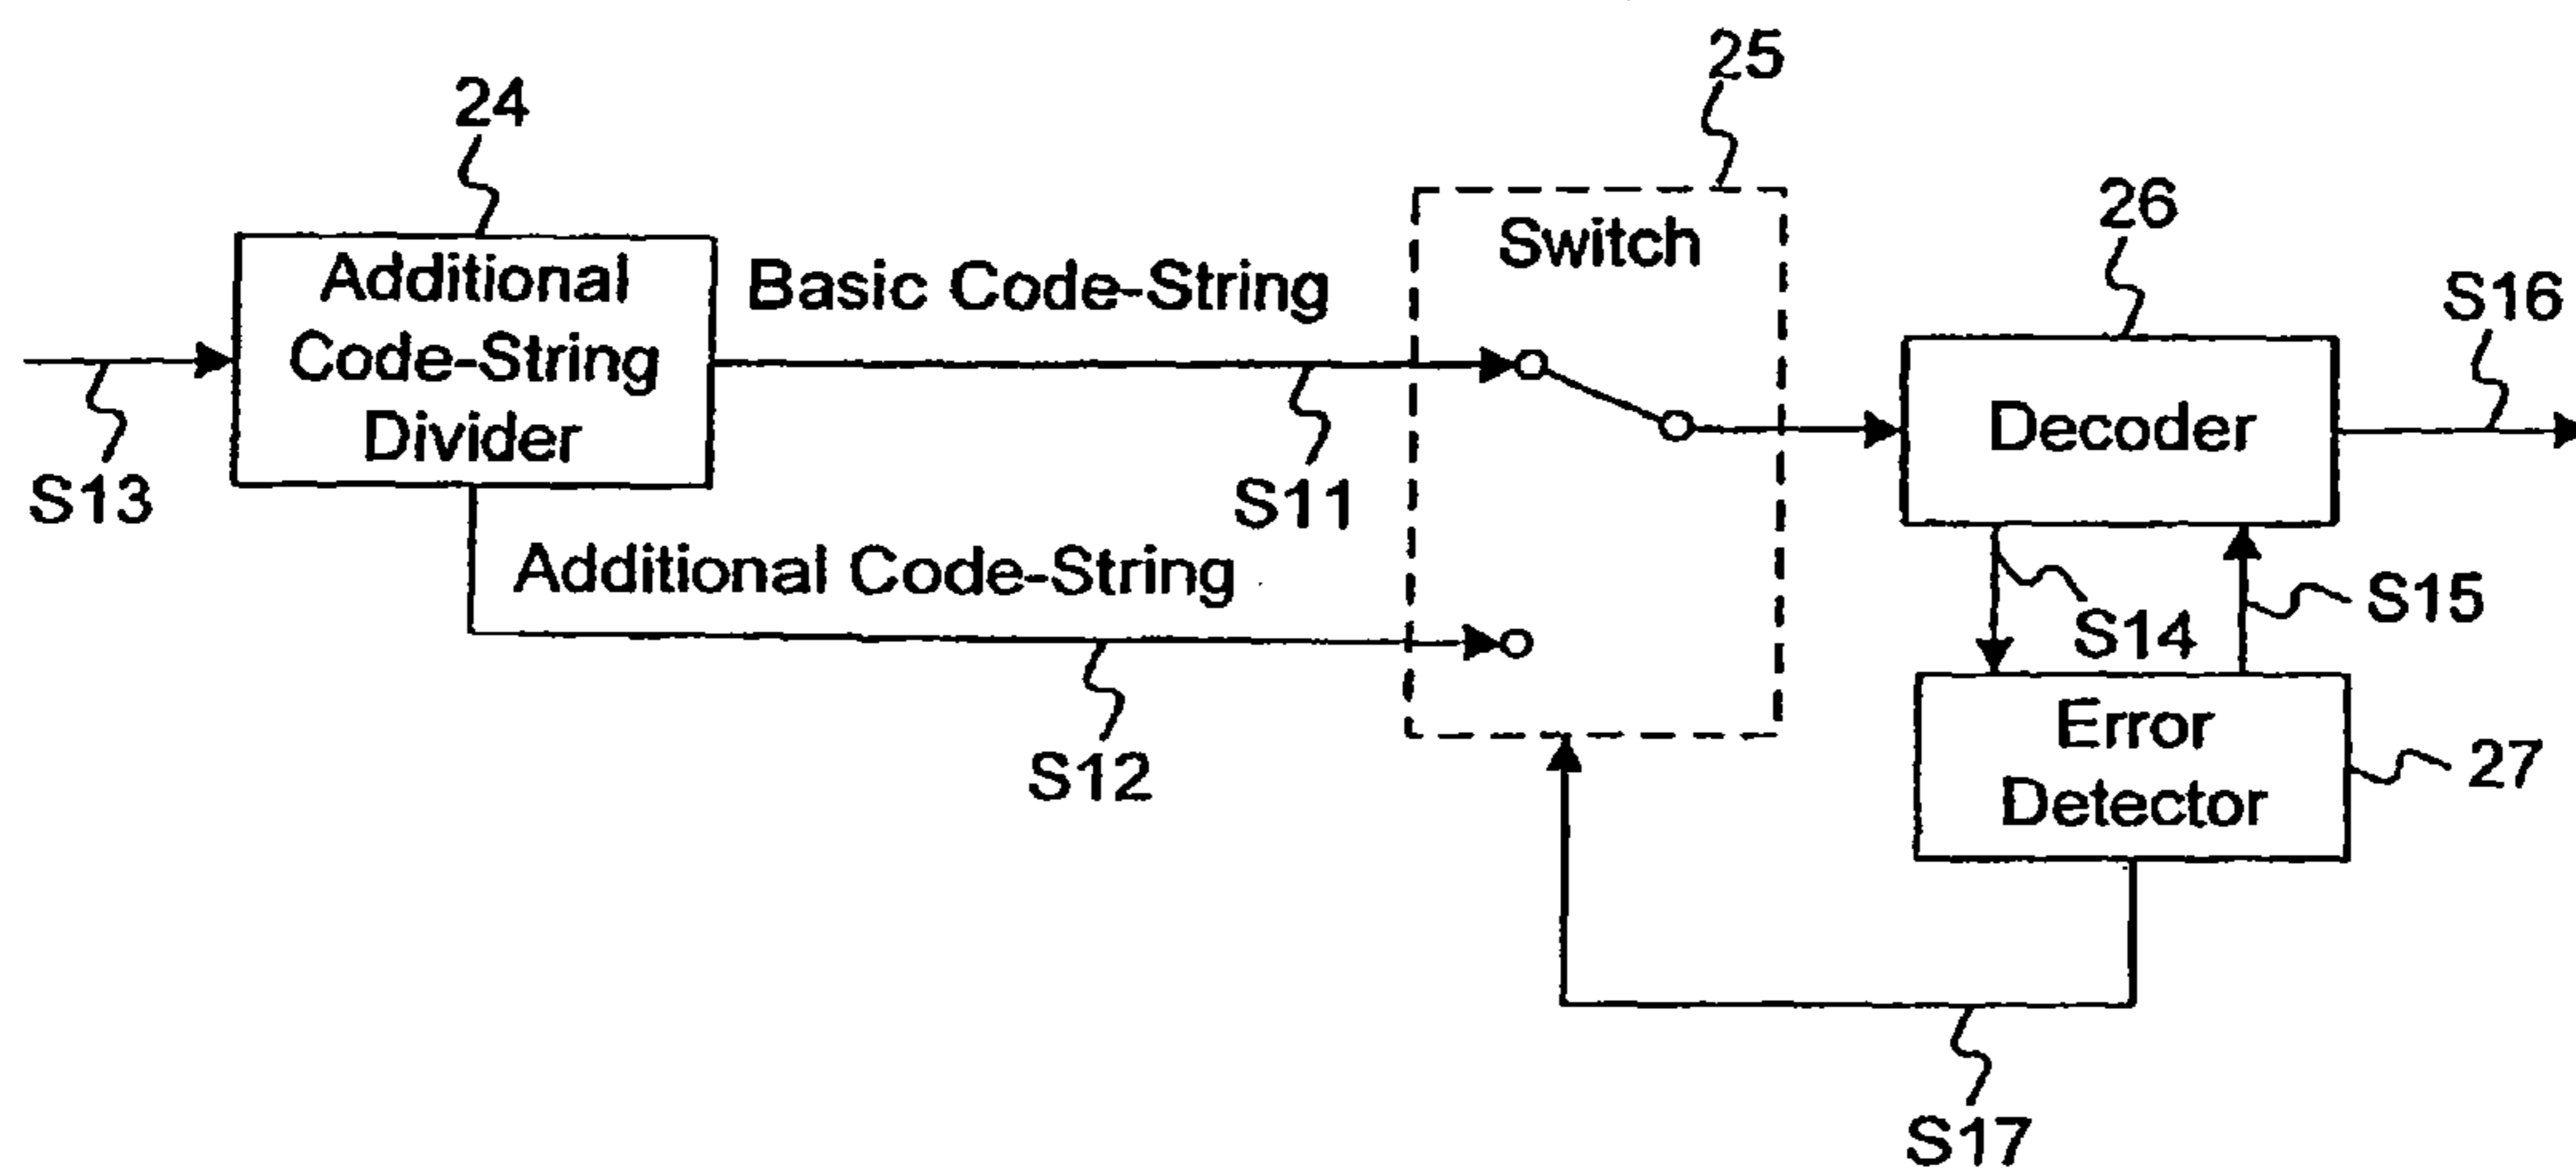 25
24
26
Switch
Additional
Code-String
Divider
Basic Code-String
S16
Decoder
S13
S11
Additional Code-String
S14
S15
Error
Detector
27
S12
S17